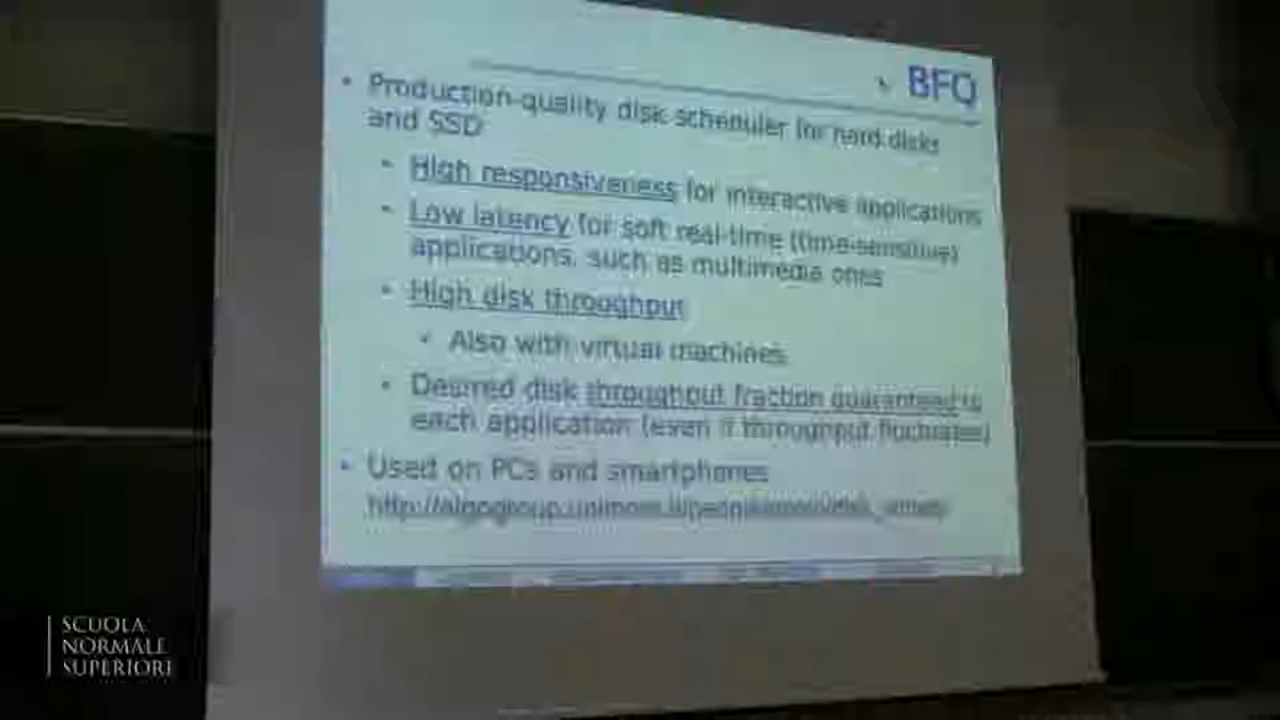 BFQ
Production-quality disk scheduler for hard disks
and SSD
High responsiveness for interactive applications
Low latency for soft real-time (time-sensitive)
applications, such as multimedia ones
High disk throughput
Also with virtual machines
Desired disk throughput fraction guaranteed to
each application (even if throughput fluctuates)
Used on PCs and smartphones
SCUOLA
NORMALE
SUPERIORE